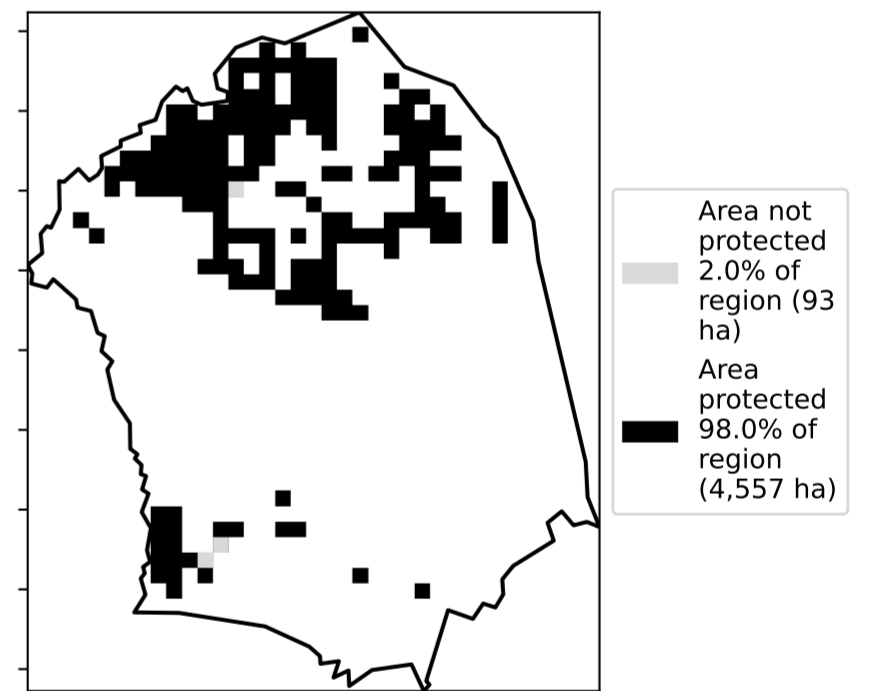 Area not
protected
2.0% of
region (93
ha)
Area
protected
98.0% of
region
(4,557 ha)